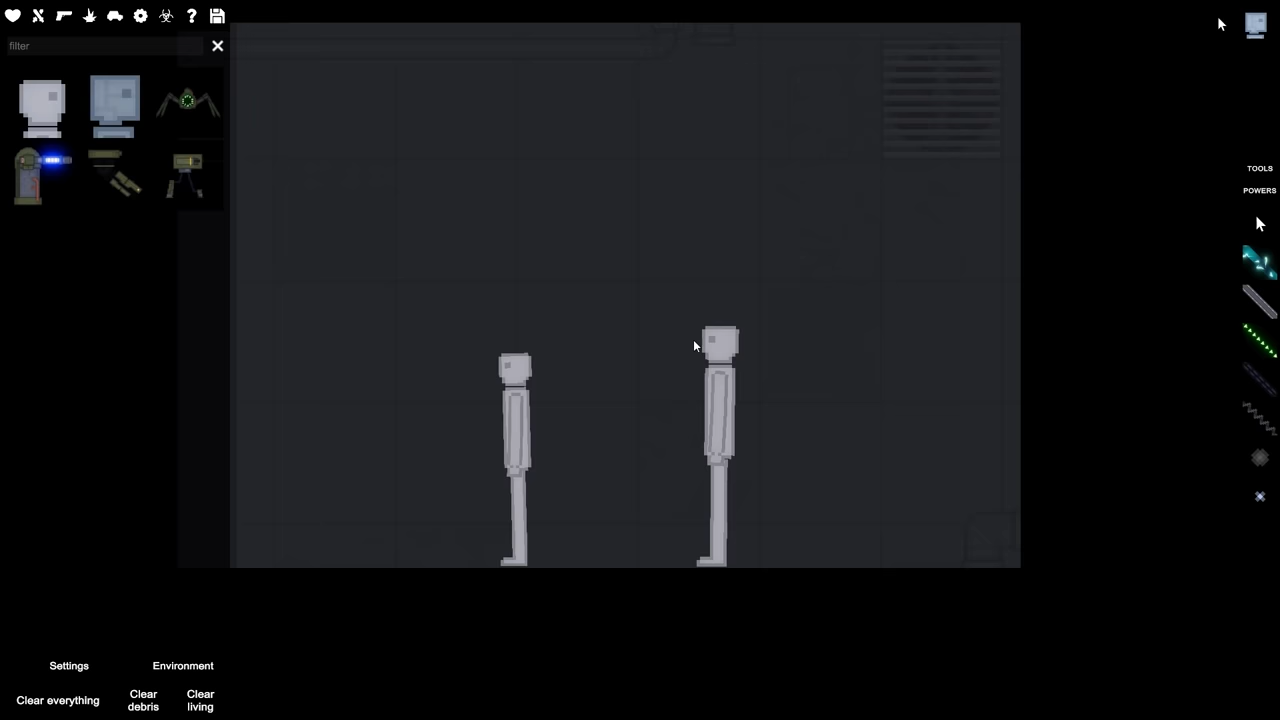 ?
filter
TOOLS
POWERS
Settings
Environment
Clear everything
Clear
debris
Clear
living